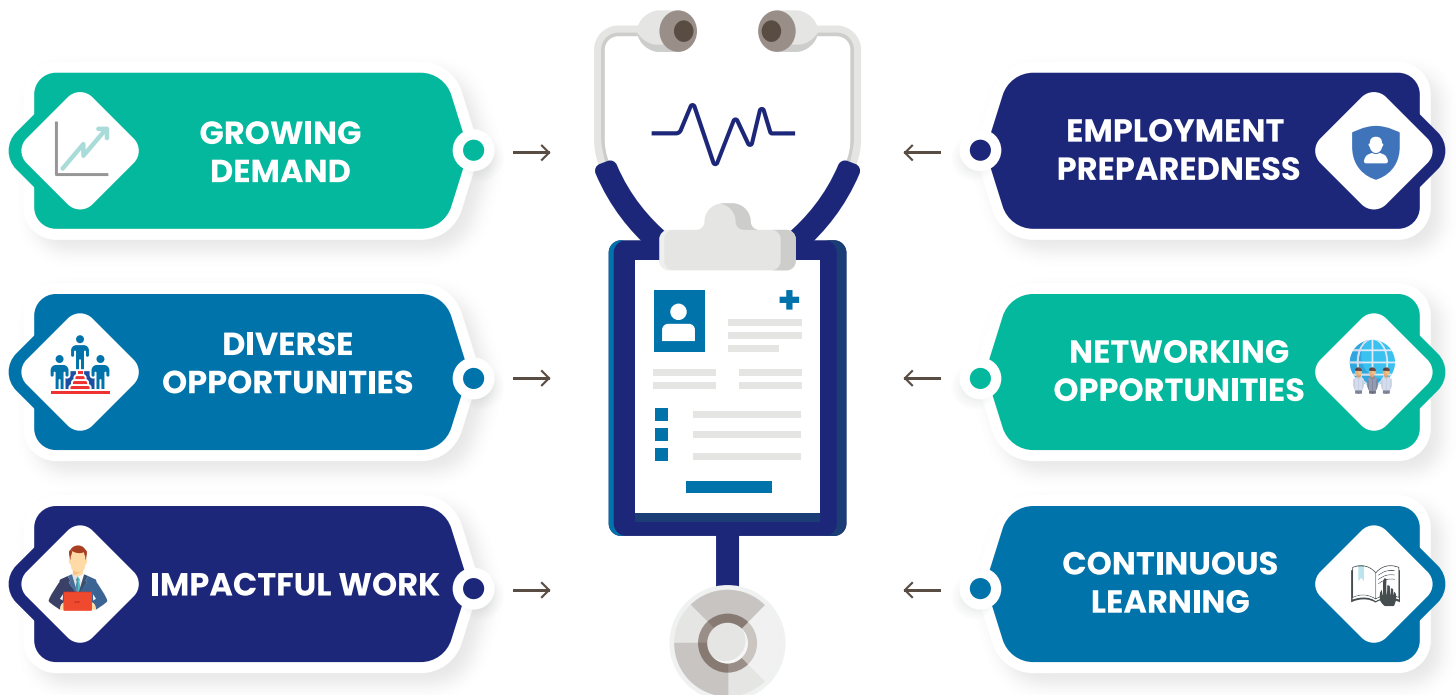 GROWING
DEMAND
DIVERSE
OPPORTUNITIES
IMPACTFUL WORK
EMPLOYMENT
PREPAREDNESS
NETWORKING
OPPORTUNITIES
CONTINUOUS
LEARNING